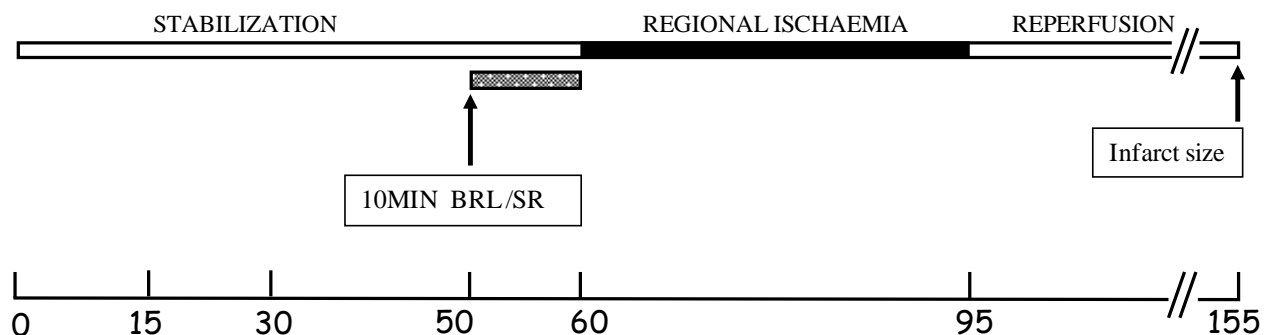 STABILIZATION REGIONAL ISCHAEMIA REPERFUSION
Infarct size
10MIN BRL/SR
0 15 30 50 60 95 155